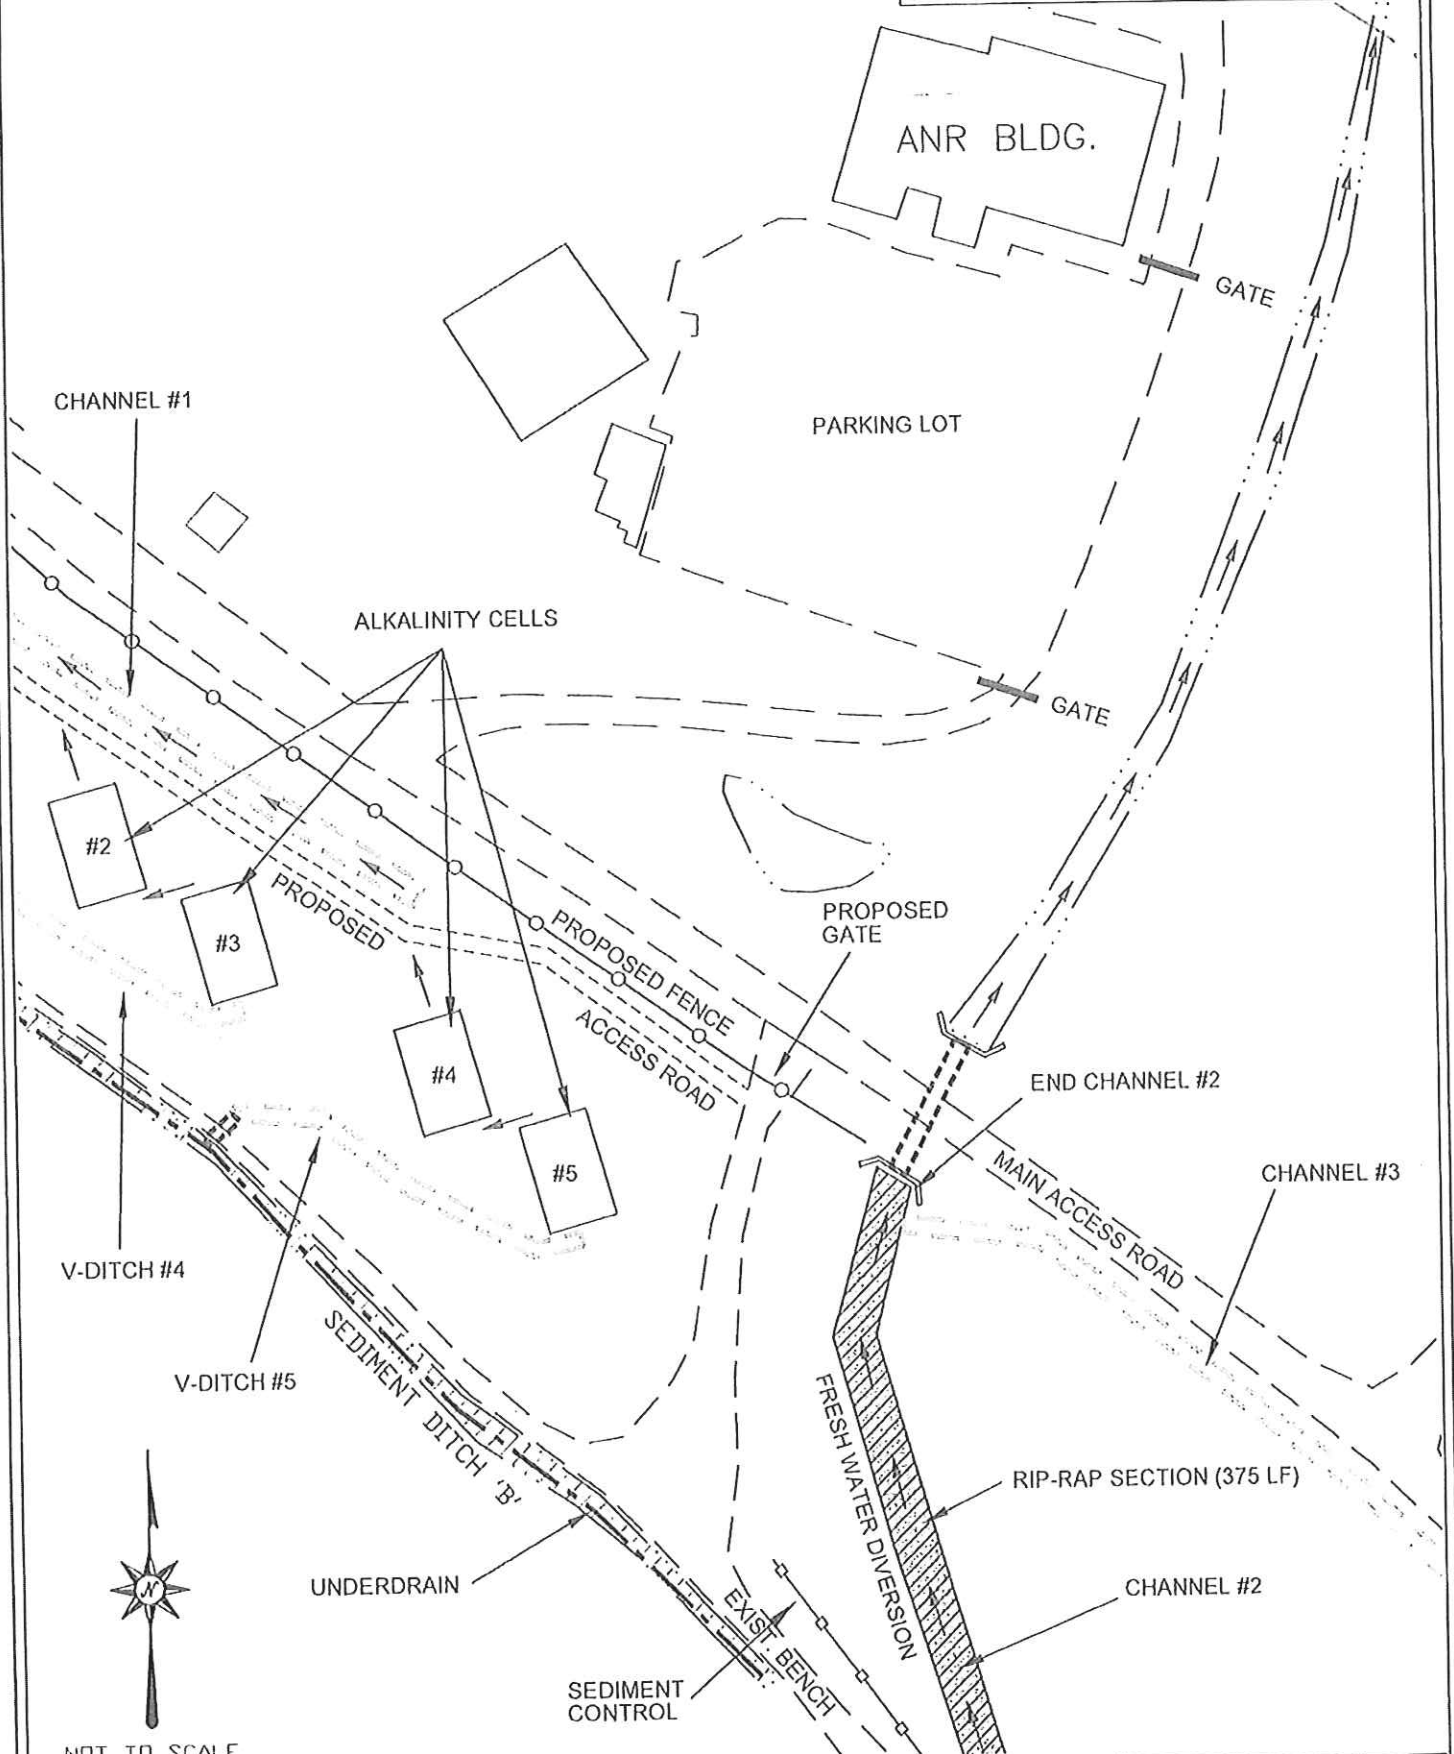 ANR BLDG.
GATE
CHANNEL #1
PARKING LOT
ALKALINITY CELLS
GATE
#2
PROPOSED
#3
PROPOSED
GATE
PROPOSED FENCE
ACCESS ROAD
#4
END CHANNEL #2
#5
MAIN ACCESS ROAD
CHANNEL #3
V-DITCH #4
V-DITCH #5
SEDIMENT DITCH 'B'
FRESH WATER DIVERSION
RIP-RAP SECTION (375 LF)
N
UNDERDRAIN
CHANNEL #2
EXIST. BENCH
SEDIMENT
CONTROL
NOT TO SCALE